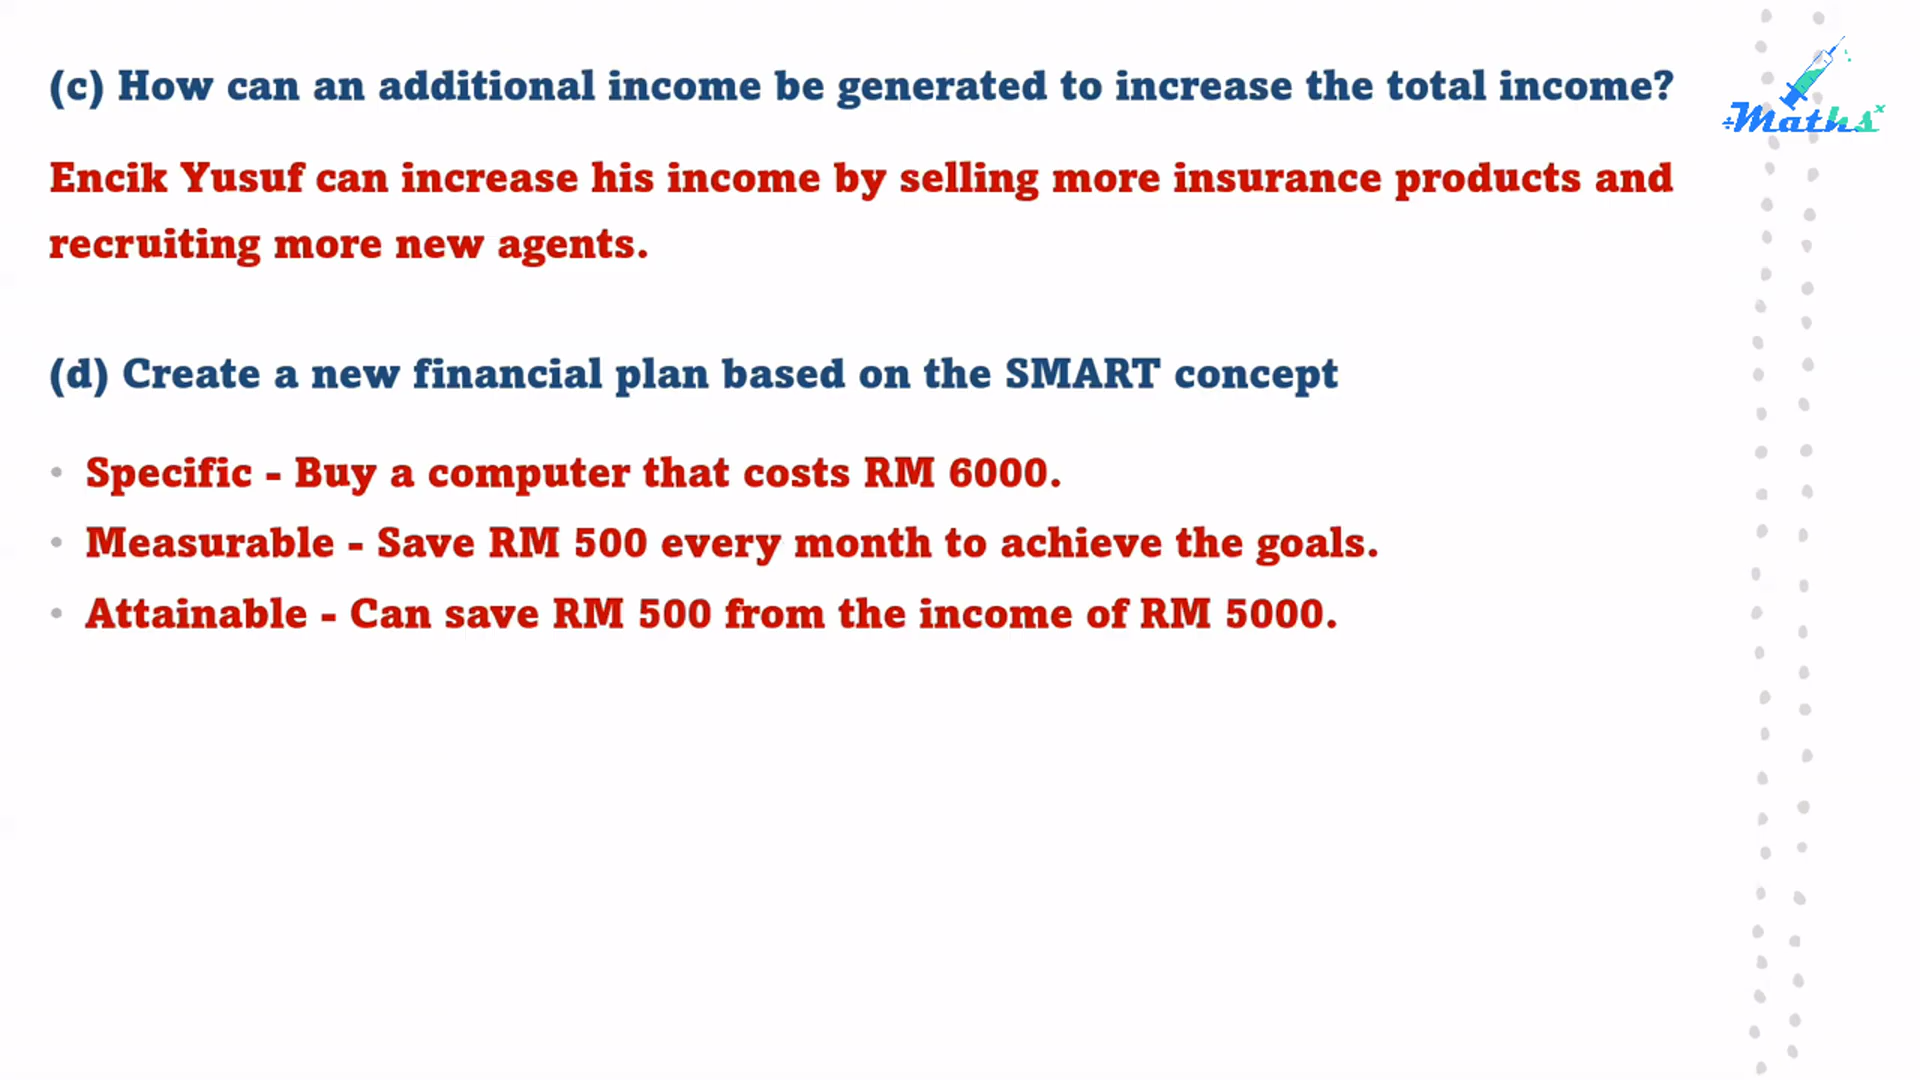 (c) How can an additional income be generated to increase the total income?
÷Maths×
Encik Yusuf can increase his income by selling more insurance products and
recruiting more new agents.
(d) Create a new financial plan based on the SMART concept
• Specific - Buy a computer that costs RM 6000.
• Measurable - Save RM 500 every month to achieve the goals.
• Attainable - Can save RM 500 from the income of RM 5000.